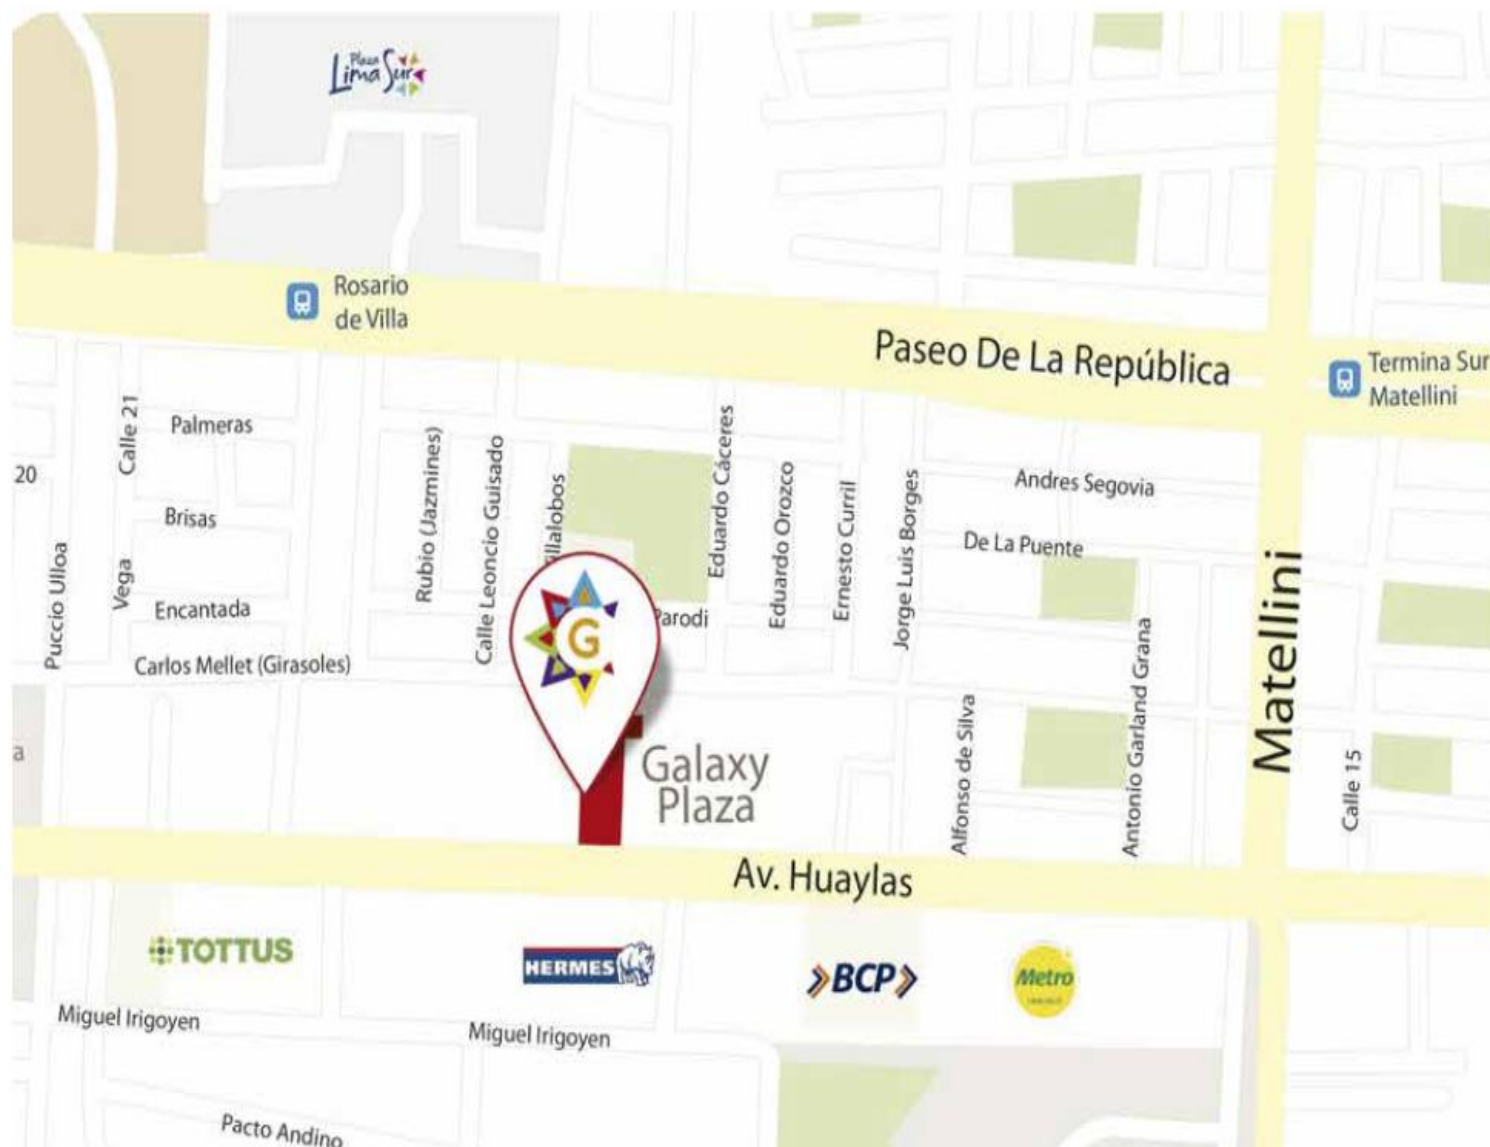 Plaza
Lima Sur
Rosario
de Villa
Paseo De La República
Termina Sur
Matellini
Calle 21
Palmeras
20
Brisas
Puccio Ulloa
Vega
Encantada
Carlos Mellet (Girasoles)
Rubio (Jazmines)
Calle Leoncio Guisado
illalobos
Eduardo Cáceres
Eduardo Orozco
Ernesto Curril
Jorge Luis Borges
Andres Segovia
De La Puente
Parodi
G
Matellini
a
Galaxy
Plaza
Alfonso de Silva
Antonio Garland Grana
Calle 15
Av. Huaylas
TOTTUS
HERMES
BCP
Metro
Miguel Irigoyen
Miguel Irigoyen
Pacto Andino